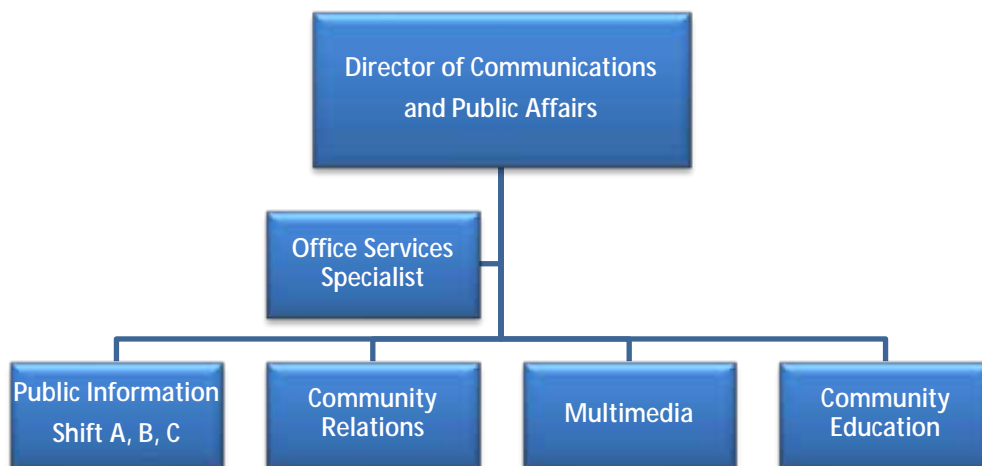 Director of Communications
and Public Affairs
Office Services
Specialist
Public Information
Shift A, B, C
Community
Relations
Multimedia
Community
Education